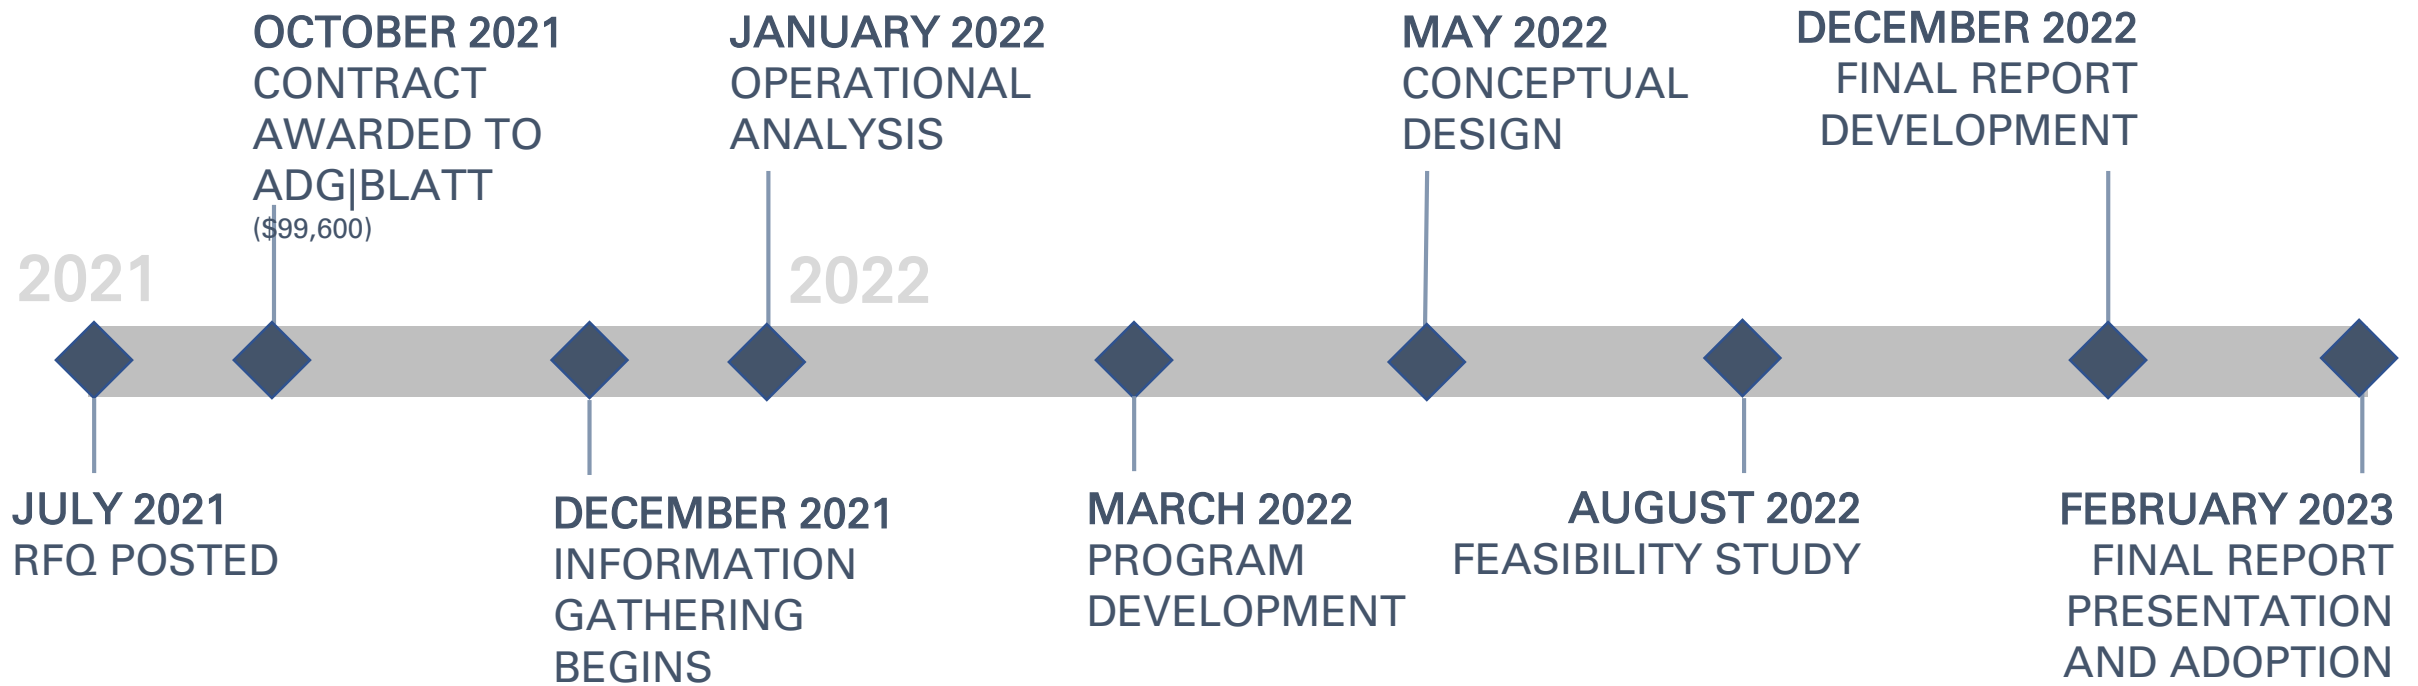 OCTOBER 2021
CONTRACT
AWARDED TO
ADG|BLATT
($99,600)
JANUARY 2022
OPERATIONAL
ANALYSIS
MAY 2022
CONCEPTUAL
DESIGN
DECEMBER 2022
FINAL REPORT
DEVELOPMENT
2021
2022
JULY 2021
RFQ POSTED
DECEMBER 2021
INFORMATION
GATHERING
BEGINS
MARCH 2022
PROGRAM
DEVELOPMENT
AUGUST 2022
FEASIBILITY STUDY
FEBRUARY 2023
FINAL REPORT
PRESENTATION
AND ADOPTION